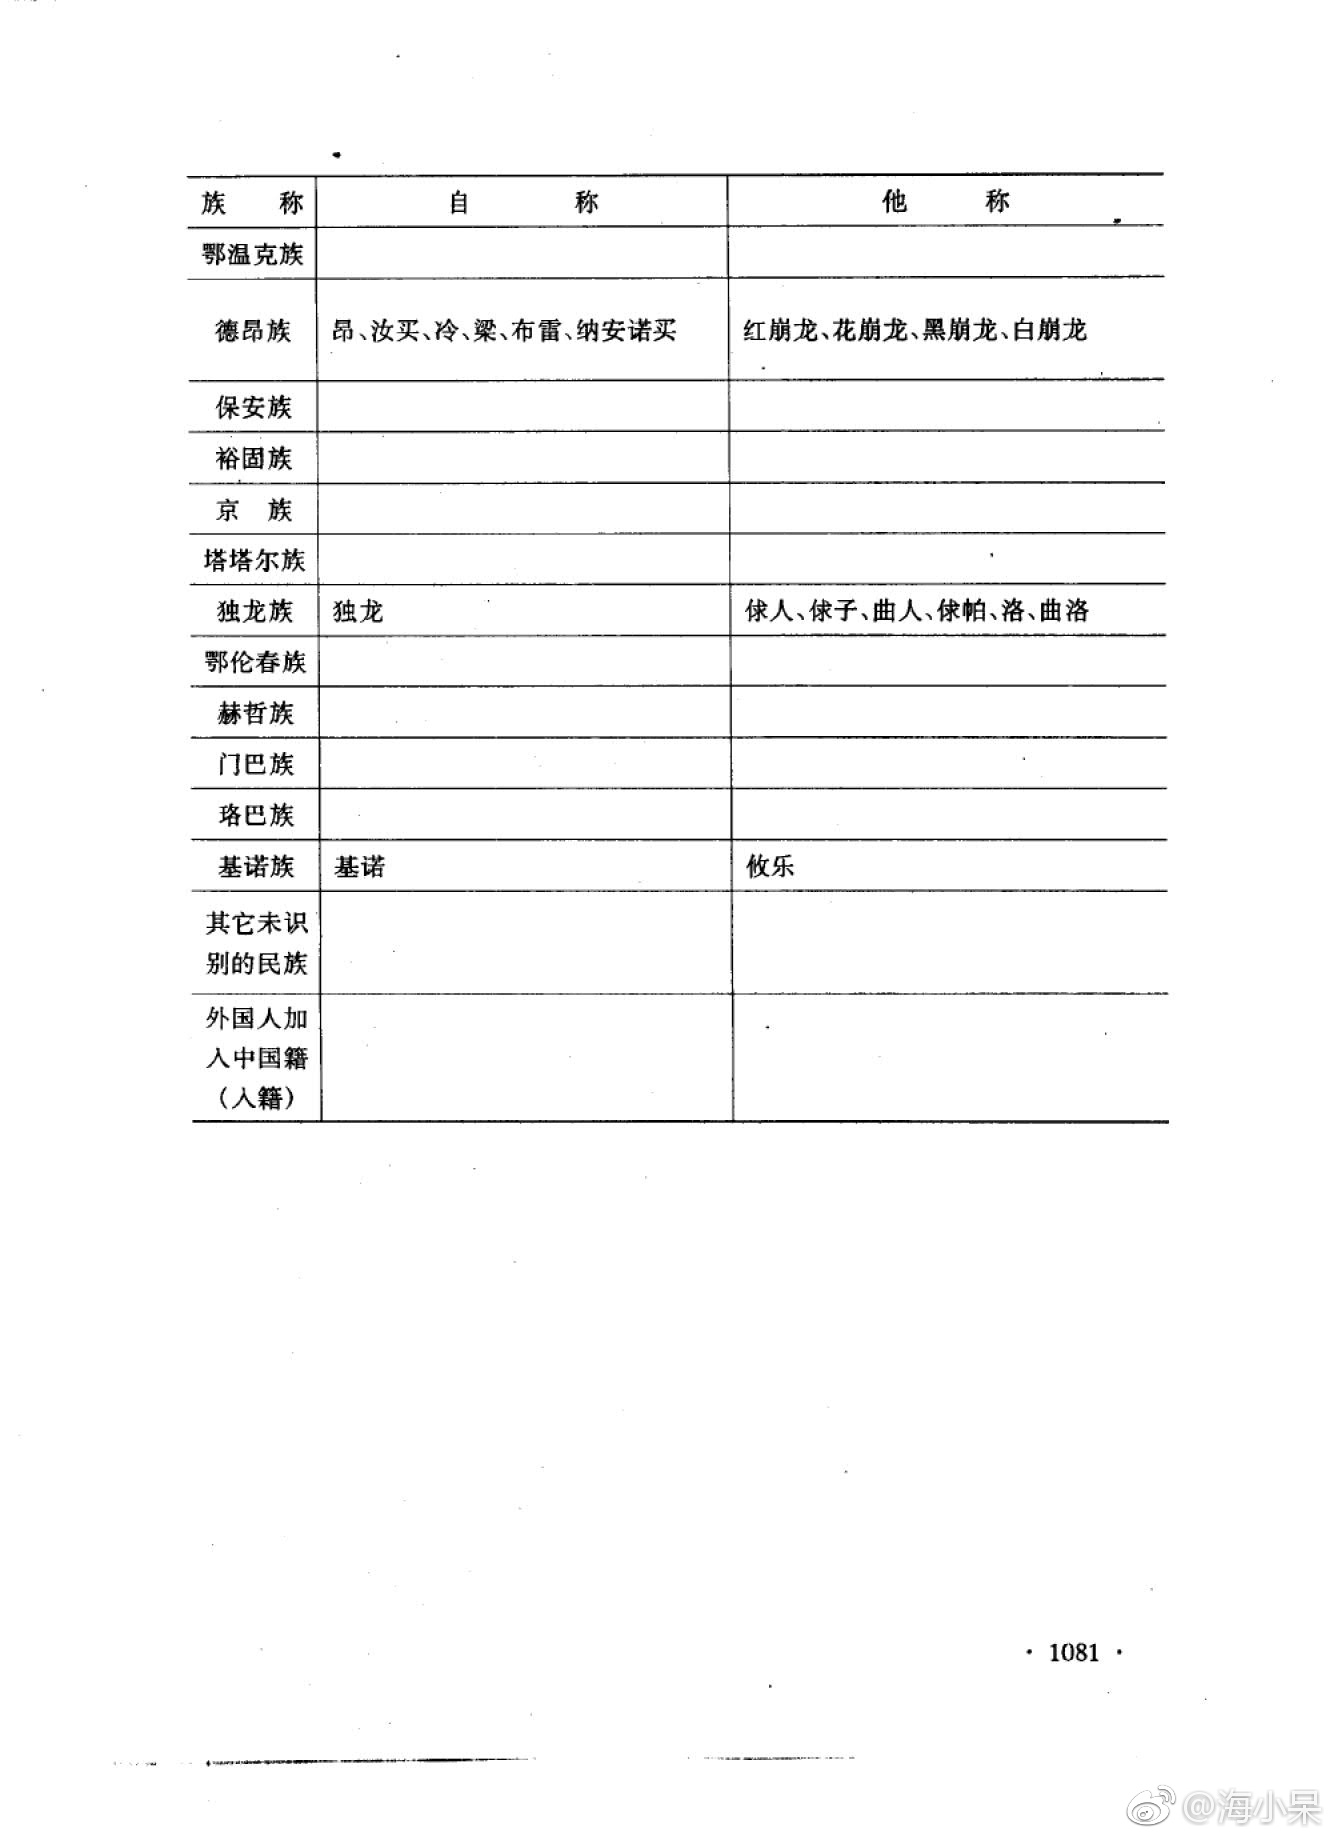 族 称 自 称 他 称
鄂温克族
德昂族 昂、汝买、冷、梁、布雷、纳安诺买 红崩龙、花崩龙、黑崩龙、白崩龙
保安族
裕固族
京 族
塔塔尔族
独龙族 独龙 俅人、俅子、曲人、俅帕、洛、曲洛
鄂伦春族
赫哲族
门巴族
珞巴族
基诺族 基诺 攸乐
其它未识
别的民族
外国人加
入中国籍
（入籍）
· 1081 ·
@海小呆